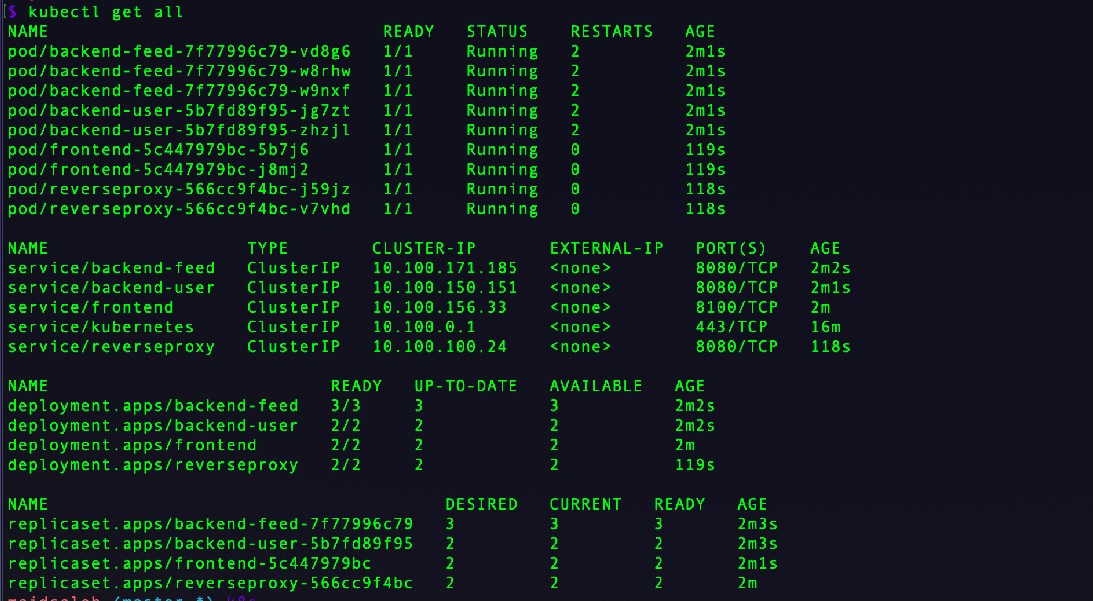 $ kubectl get all
NAME READY STATUS RESTARTS AGE
pod/backend-feed-7f77996c79-vd8g6 1/1 Running 2 2m1s
pod/backend-feed-7f77996c79-w8rhw 1/1 Running 2 2m1s
pod/backend-feed-7f77996c79-w9nxf 1/1 Running 2 2m1s
pod/backend-user-5b7fd89f95-jg7zt 1/1 Running 2 2m1s
pod/backend-user-5b7fd89f95-zhzjl 1/1 Running 2 2m1s
pod/frontend-5c447979bc-5b7j6 1/1 Running 0 119s
pod/frontend-5c447979bc-j8mj2 1/1 Running 0 119s
pod/reverseproxy-566cc9f4bc-j59jz 1/1 Running 0 118s
pod/reverseproxy-566cc9f4bc-v7vhd 1/1 Running 0 118s
NAME TYPE CLUSTER-IP EXTERNAL-IP PORT(S) AGE
service/backend-feed ClusterIP 10.100.171.185 <none> 8080/TCP 2m2s
service/backend-user ClusterIP 10.100.150.151 <none> 8080/TCP 2m1s
service/frontend ClusterIP 10.100.156.33 <none> 8100/TCP 2m
service/kubernetes ClusterIP 10.100.0.1 <none> 443/TCP 16m
service/reverseproxy ClusterIP 10.100.100.24 <none> 8080/TCP 118s
NAME READY UP-TO-DATE AVAILABLE AGE
deployment.apps/backend-feed 3/3 3 3 2m2s
deployment.apps/backend-user 2/2 2 2 2m2s
deployment.apps/frontend 2/2 2 2 2m
deployment.apps/reverseproxy 2/2 2 2 119s
NAME DESIRED CURRENT READY AGE
replicaset.apps/backend-feed-7f77996c79 3 3 3 2m3s
replicaset.apps/backend-user-5b7fd89f95 2 2 2 2m3s
replicaset.apps/frontend-5c447979bc 2 2 2 2m1s
replicaset.apps/reverseproxy-566cc9f4bc 2 2 2 2m